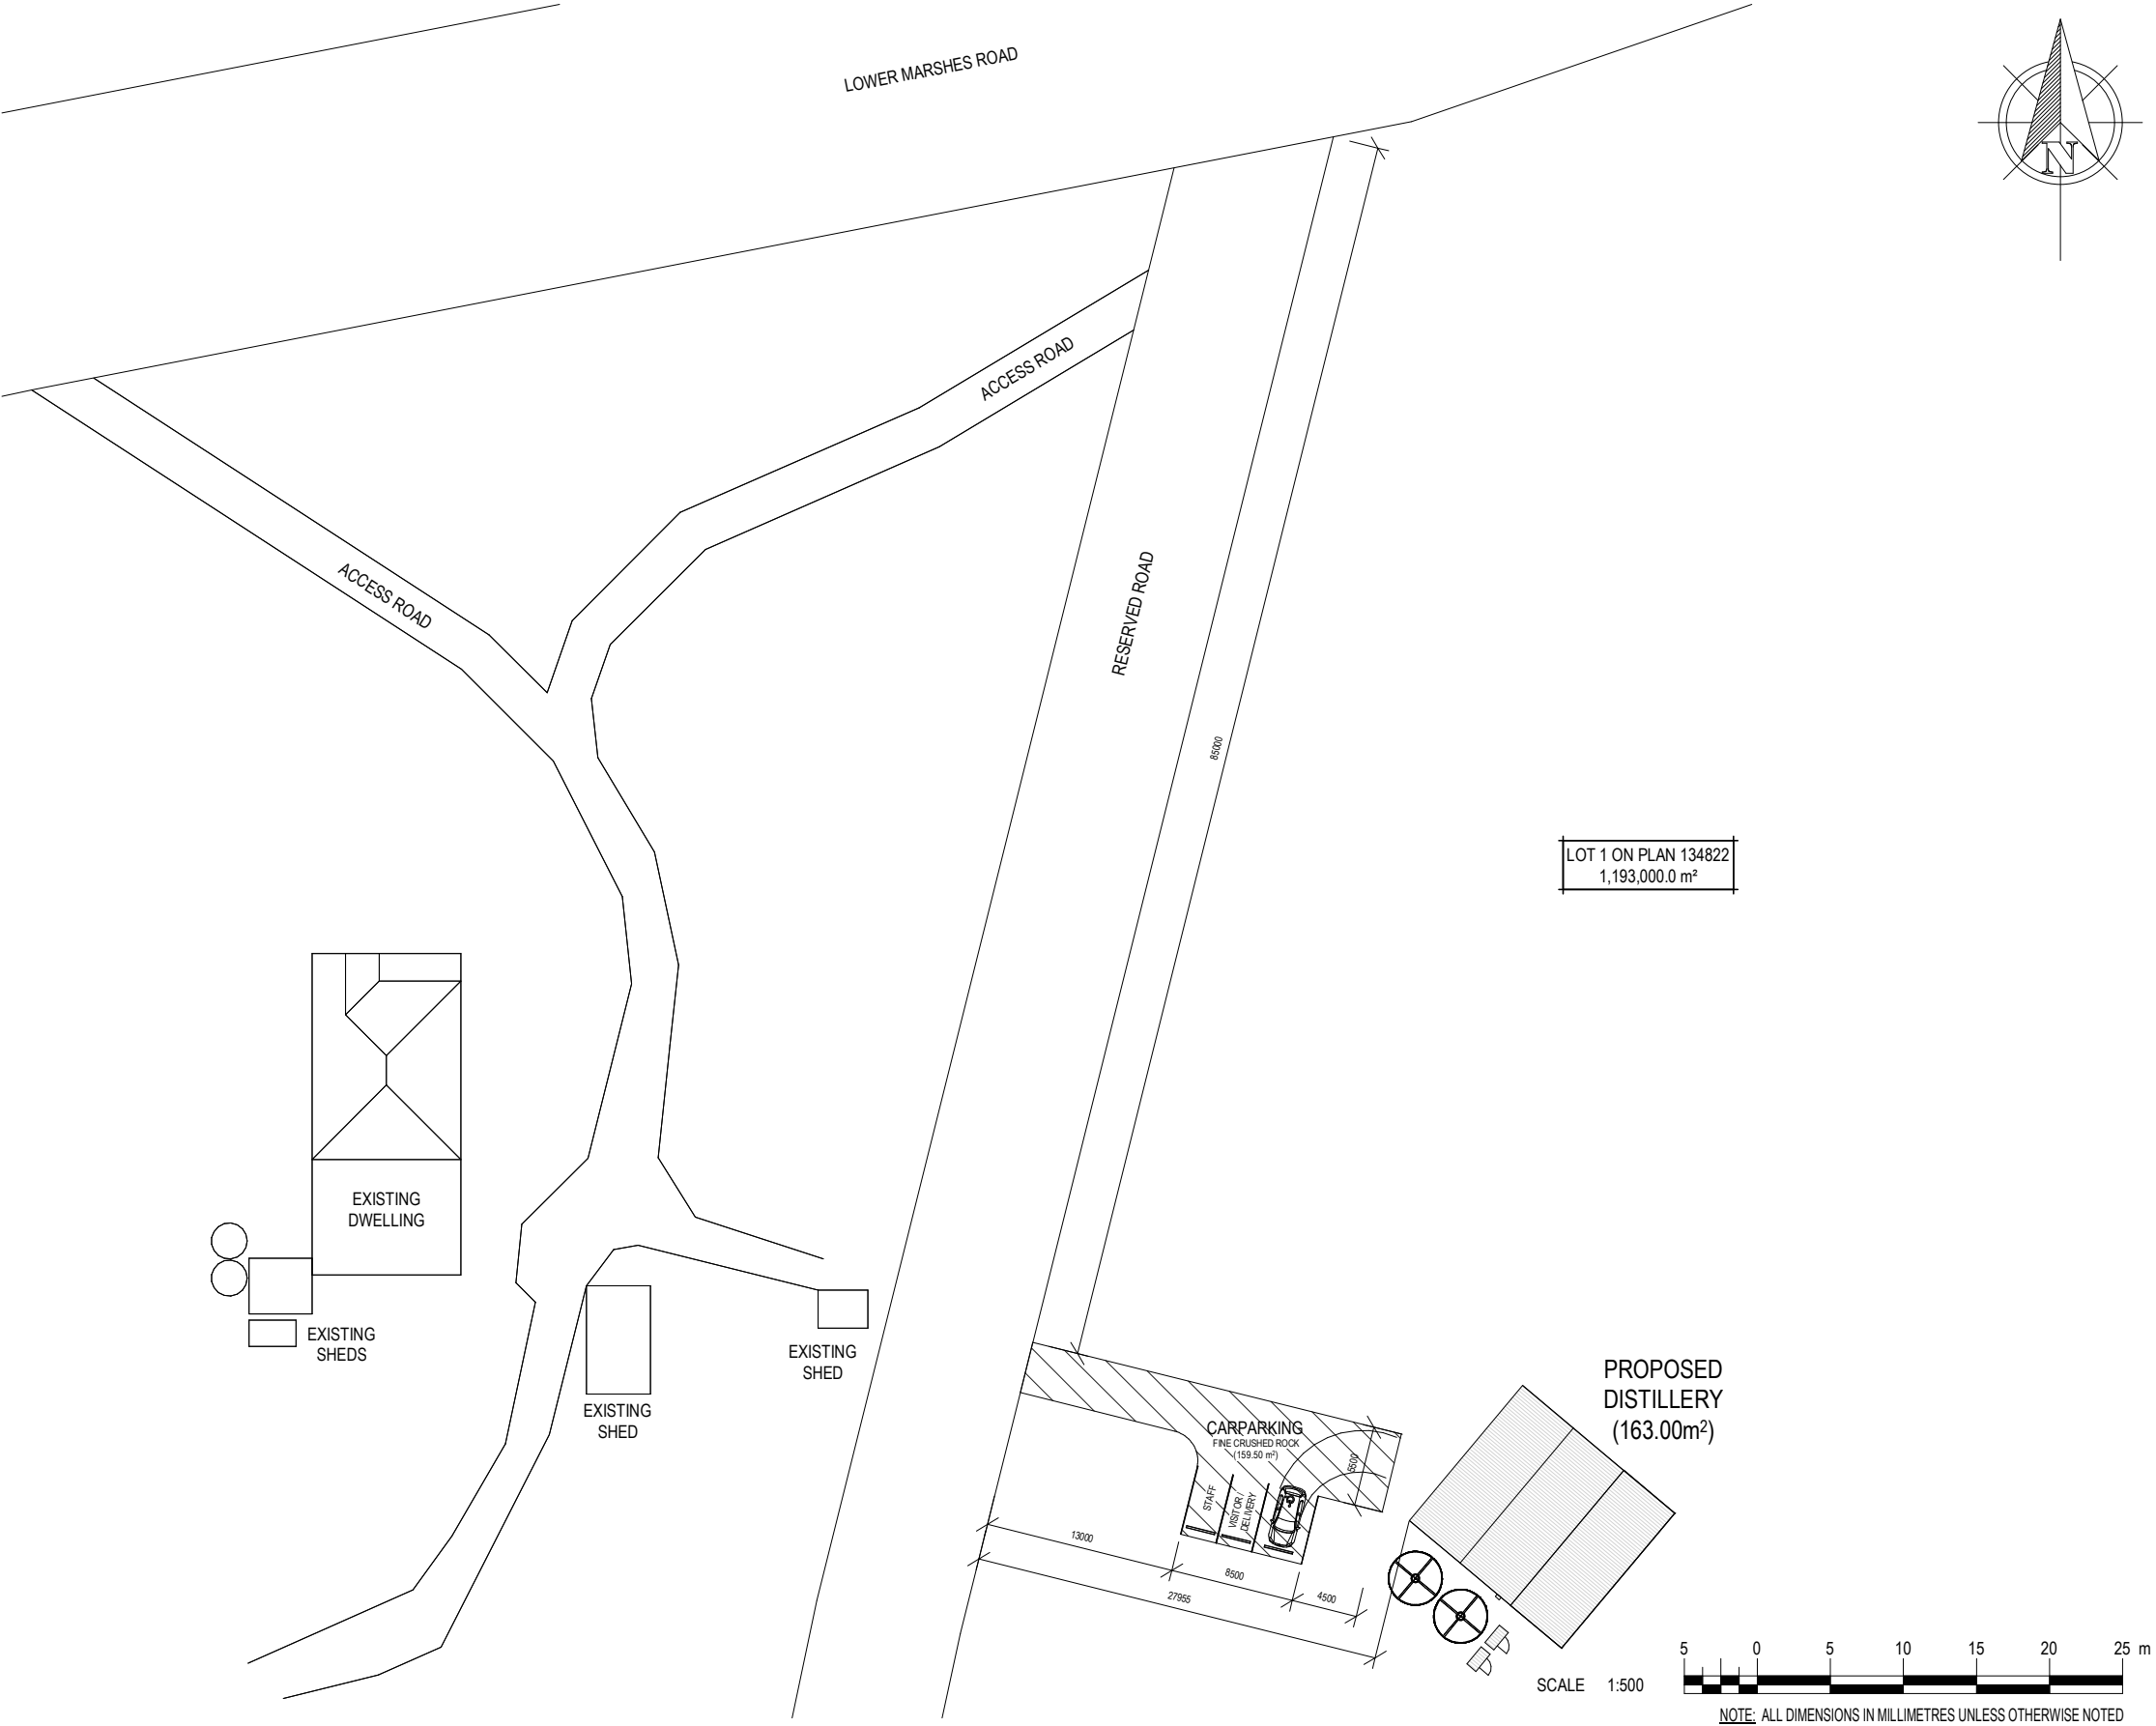 LOWER MARSHES ROAD
N
ACCESS ROAD
ACCESS ROAD
RESERVED ROAD
85000
LOT 1 ON PLAN 134822
1,193,000.0 m²
EXISTING
DWELLING
EXISTING
SHEDS
EXISTING
SHED
EXISTING
SHED
PROPOSED
DISTILLERY
(163.00m²)
CARPARKING
FINE CRUSHED ROCK
(159.50 m²)
5500
STAFF
VISITOR /
DELIVERY
13000
8500
4500
27955
5 0 5 10 15 20 25 m
SCALE 1:500
NOTE: ALL DIMENSIONS IN MILLIMETRES UNLESS OTHERWISE NOTED